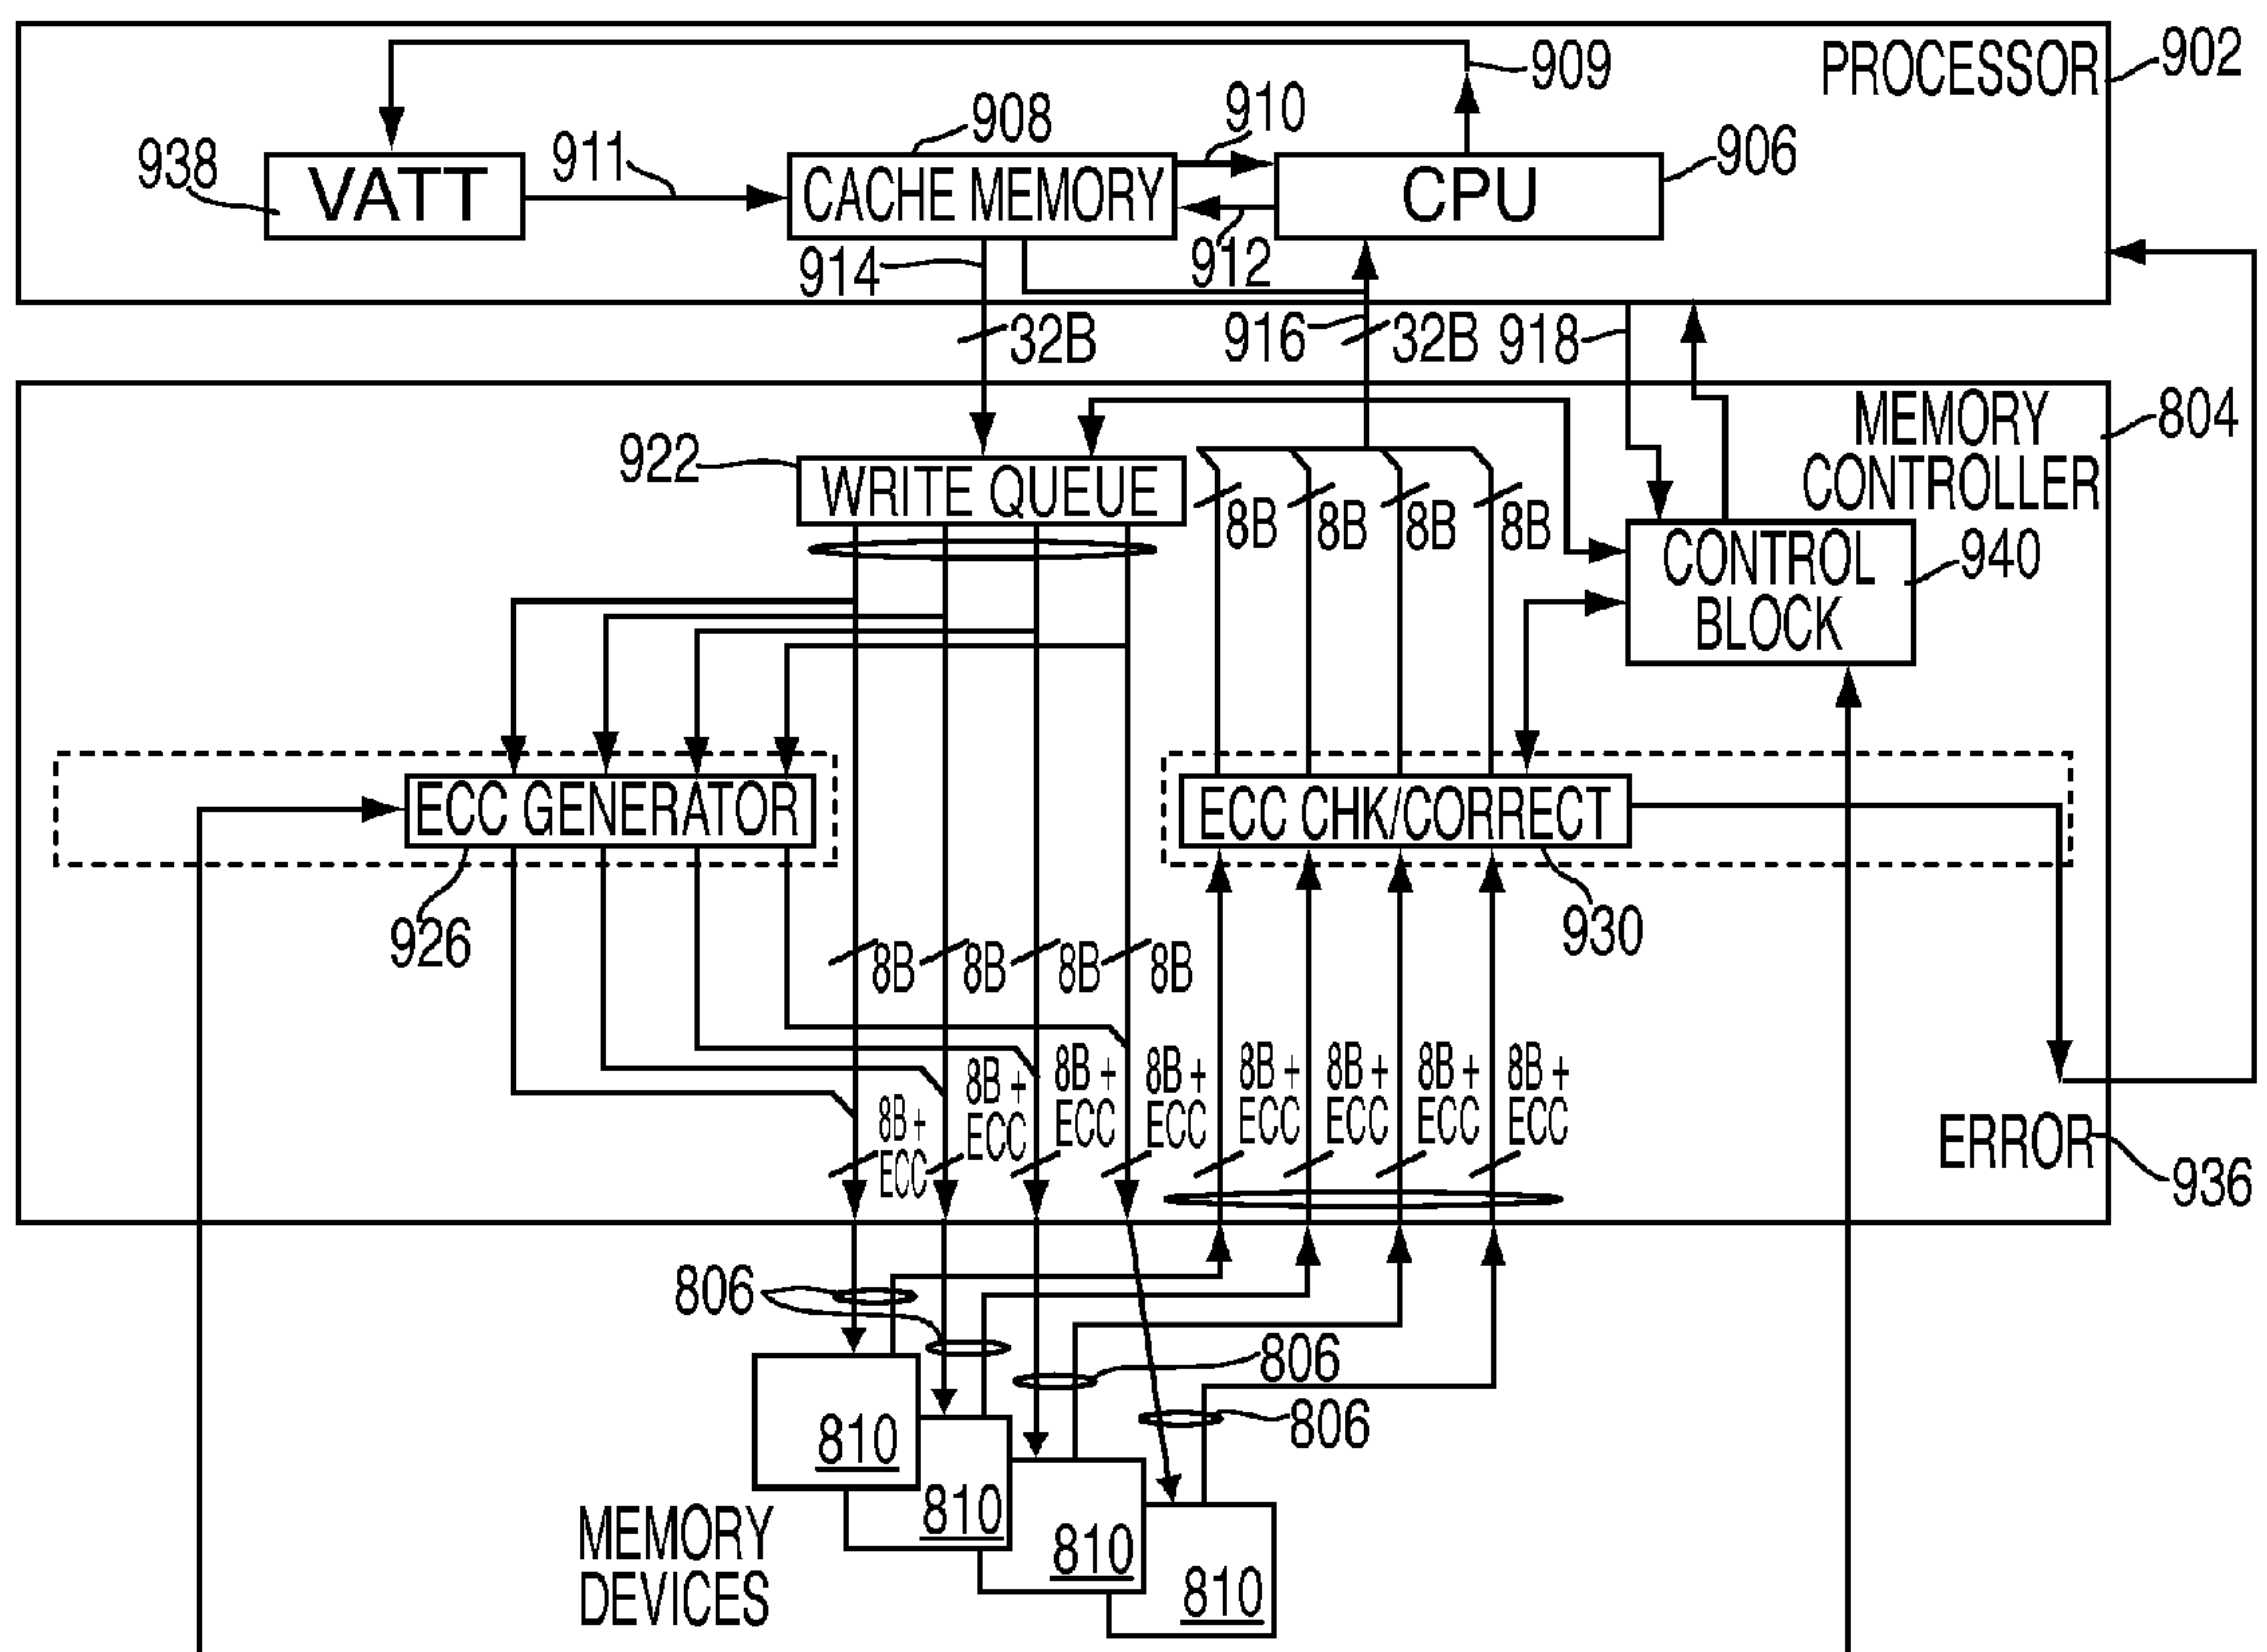 PROCESSOR
902
909
910
908
911
906
938
VATT
CACHE MEMORY
CPU
914
912
32B
916
32B
918
MEMORY
CONTROLLER
804
922
WRITE QUEUE
8B
8B
8B
8B
CONTROL
BLOCK
940
ECC GENERATOR
ECC CHK/CORRECT
926
930
8B
8B
8B
8B
8B +
ECC
8B +
ECC
8B +
ECC
8B +
ECC
8B +
ECC
8B +
ECC
8B +
ECC
8B +
ECC
ERROR
936
806
806
806
810
810
810
810
MEMORY
DEVICES